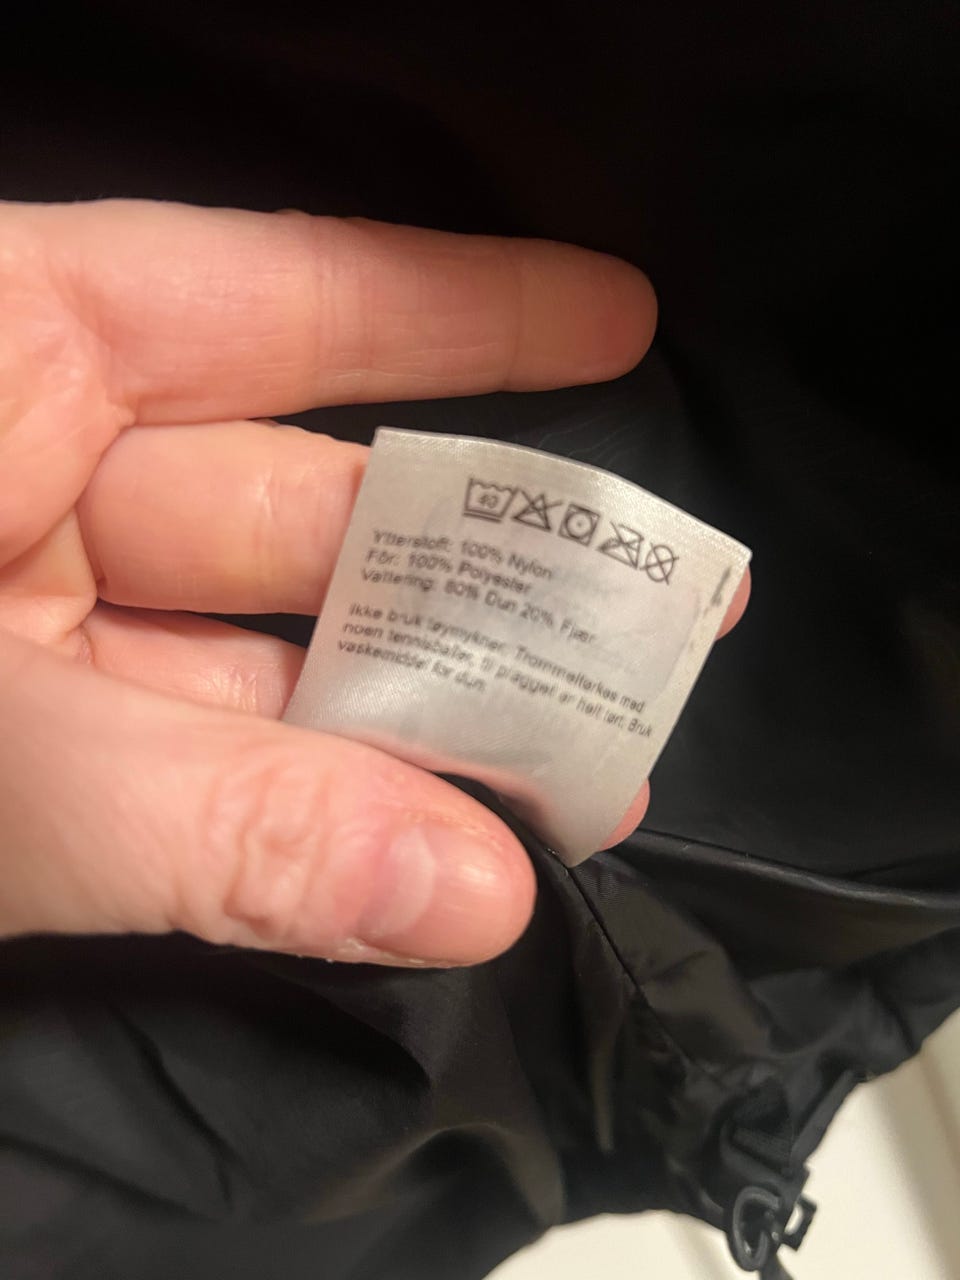 40
Ytterstoff: 100% Nylon
Fôr: 100% Polyester
Vattering: 80% Dun 20% Fjær
Ikke bruk tøymykner. Trommeltørkes med
noen tennisballer, til plagget er helt tørt. Bruk
vaskemiddel for dun.